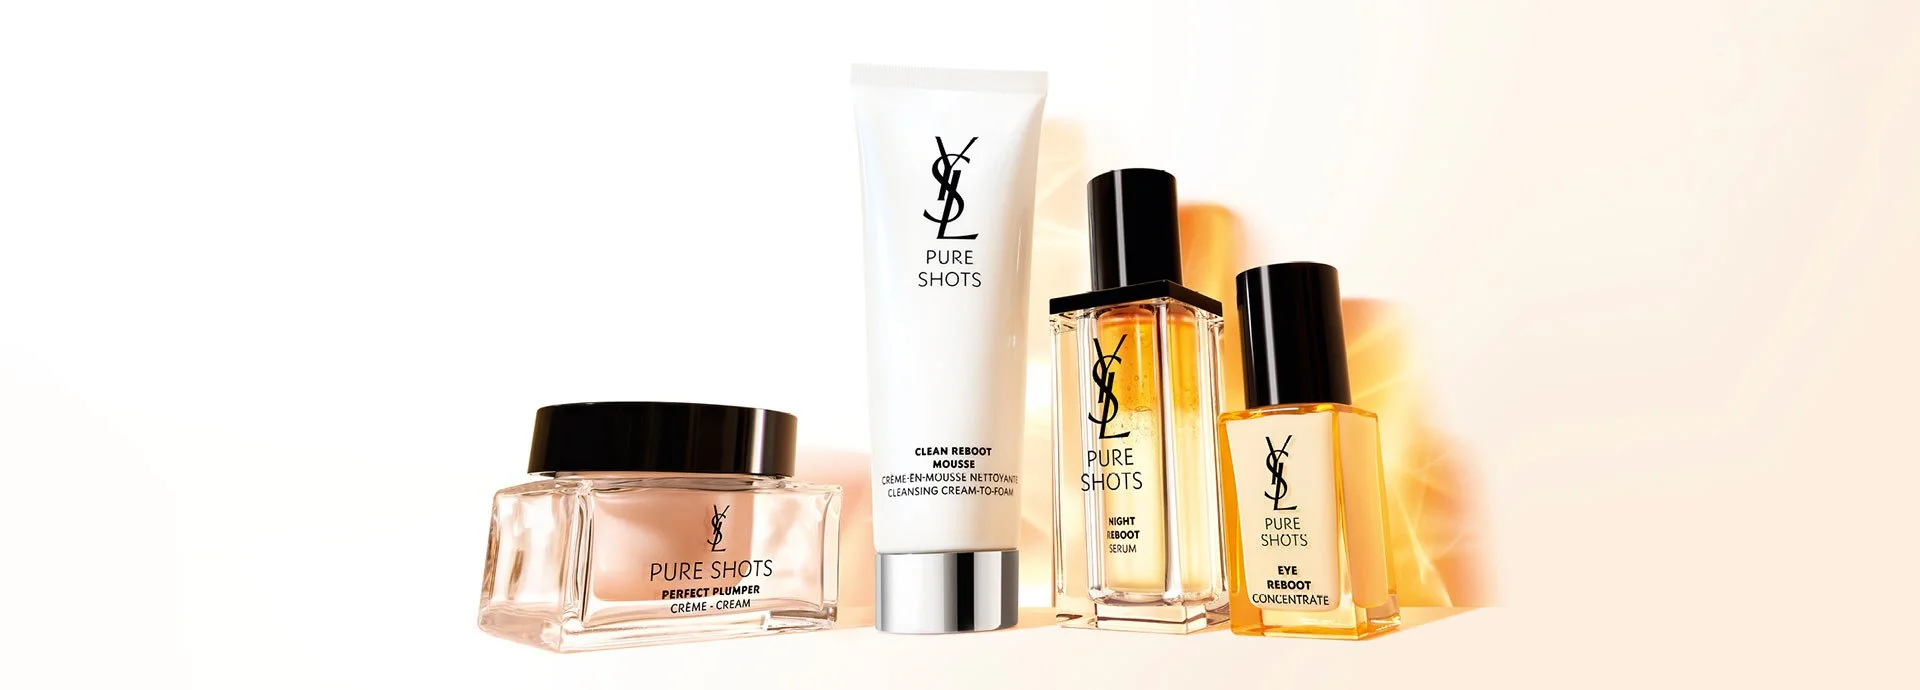 YSL
PURE SHOTS
PERFECT PLUMPER
CRÈME - CREAM
YSL
PURE
SHOTS
CLEAN REBOOT
MOUSSE
CRÈME-EN-MOUSSE NETTOYANTE
CLEANSING CREAM-TO-FOAM
YSL
PURE
SHOTS
NIGHT
REBOOT
SERUM
YSL
PURE
SHOTS
EYE
REBOOT
CONCENTRATE